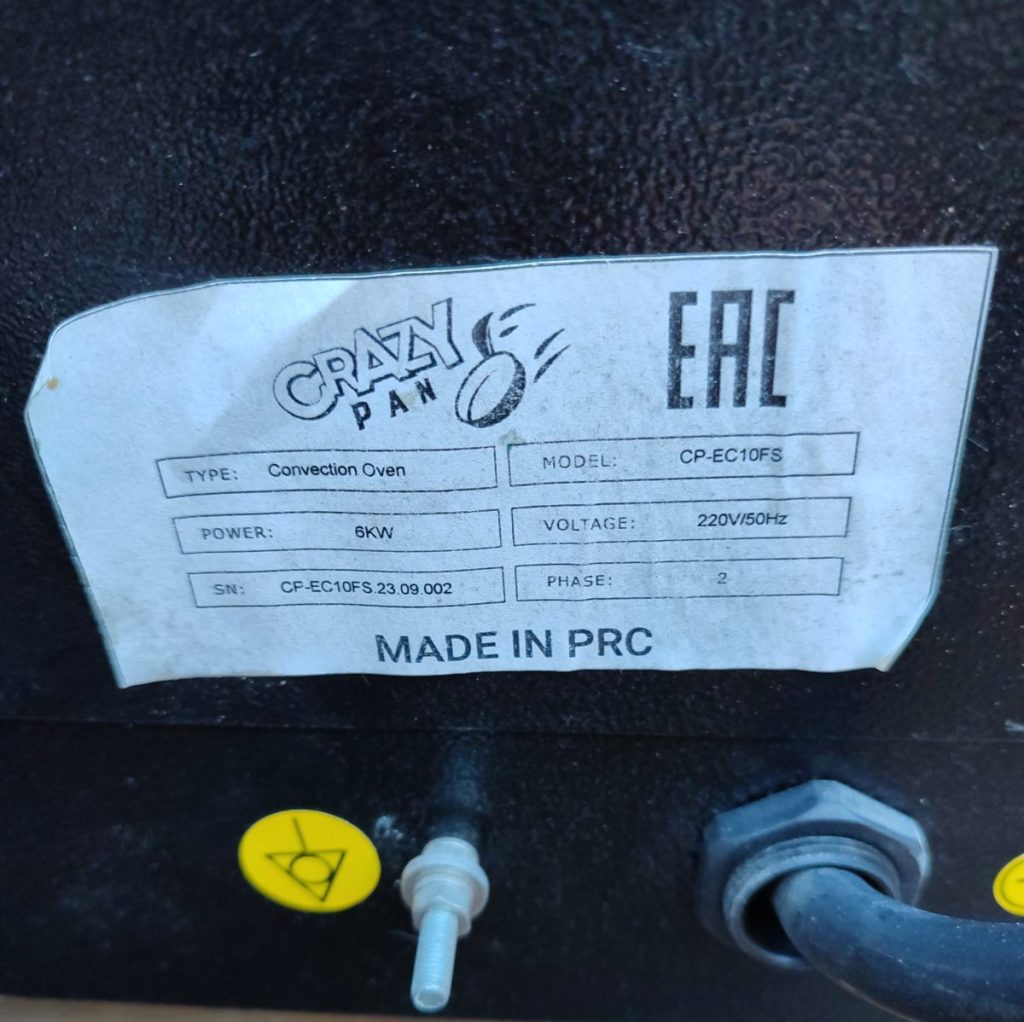 CRAZY
PAN
EAC
TYPE: Convection Oven
MODEL: CP-EC10FS
POWER: 6KW
VOLTAGE: 220V/50Hz
SN: CP-EC10FS.23.09.002
PHASE: 2
MADE IN PRC